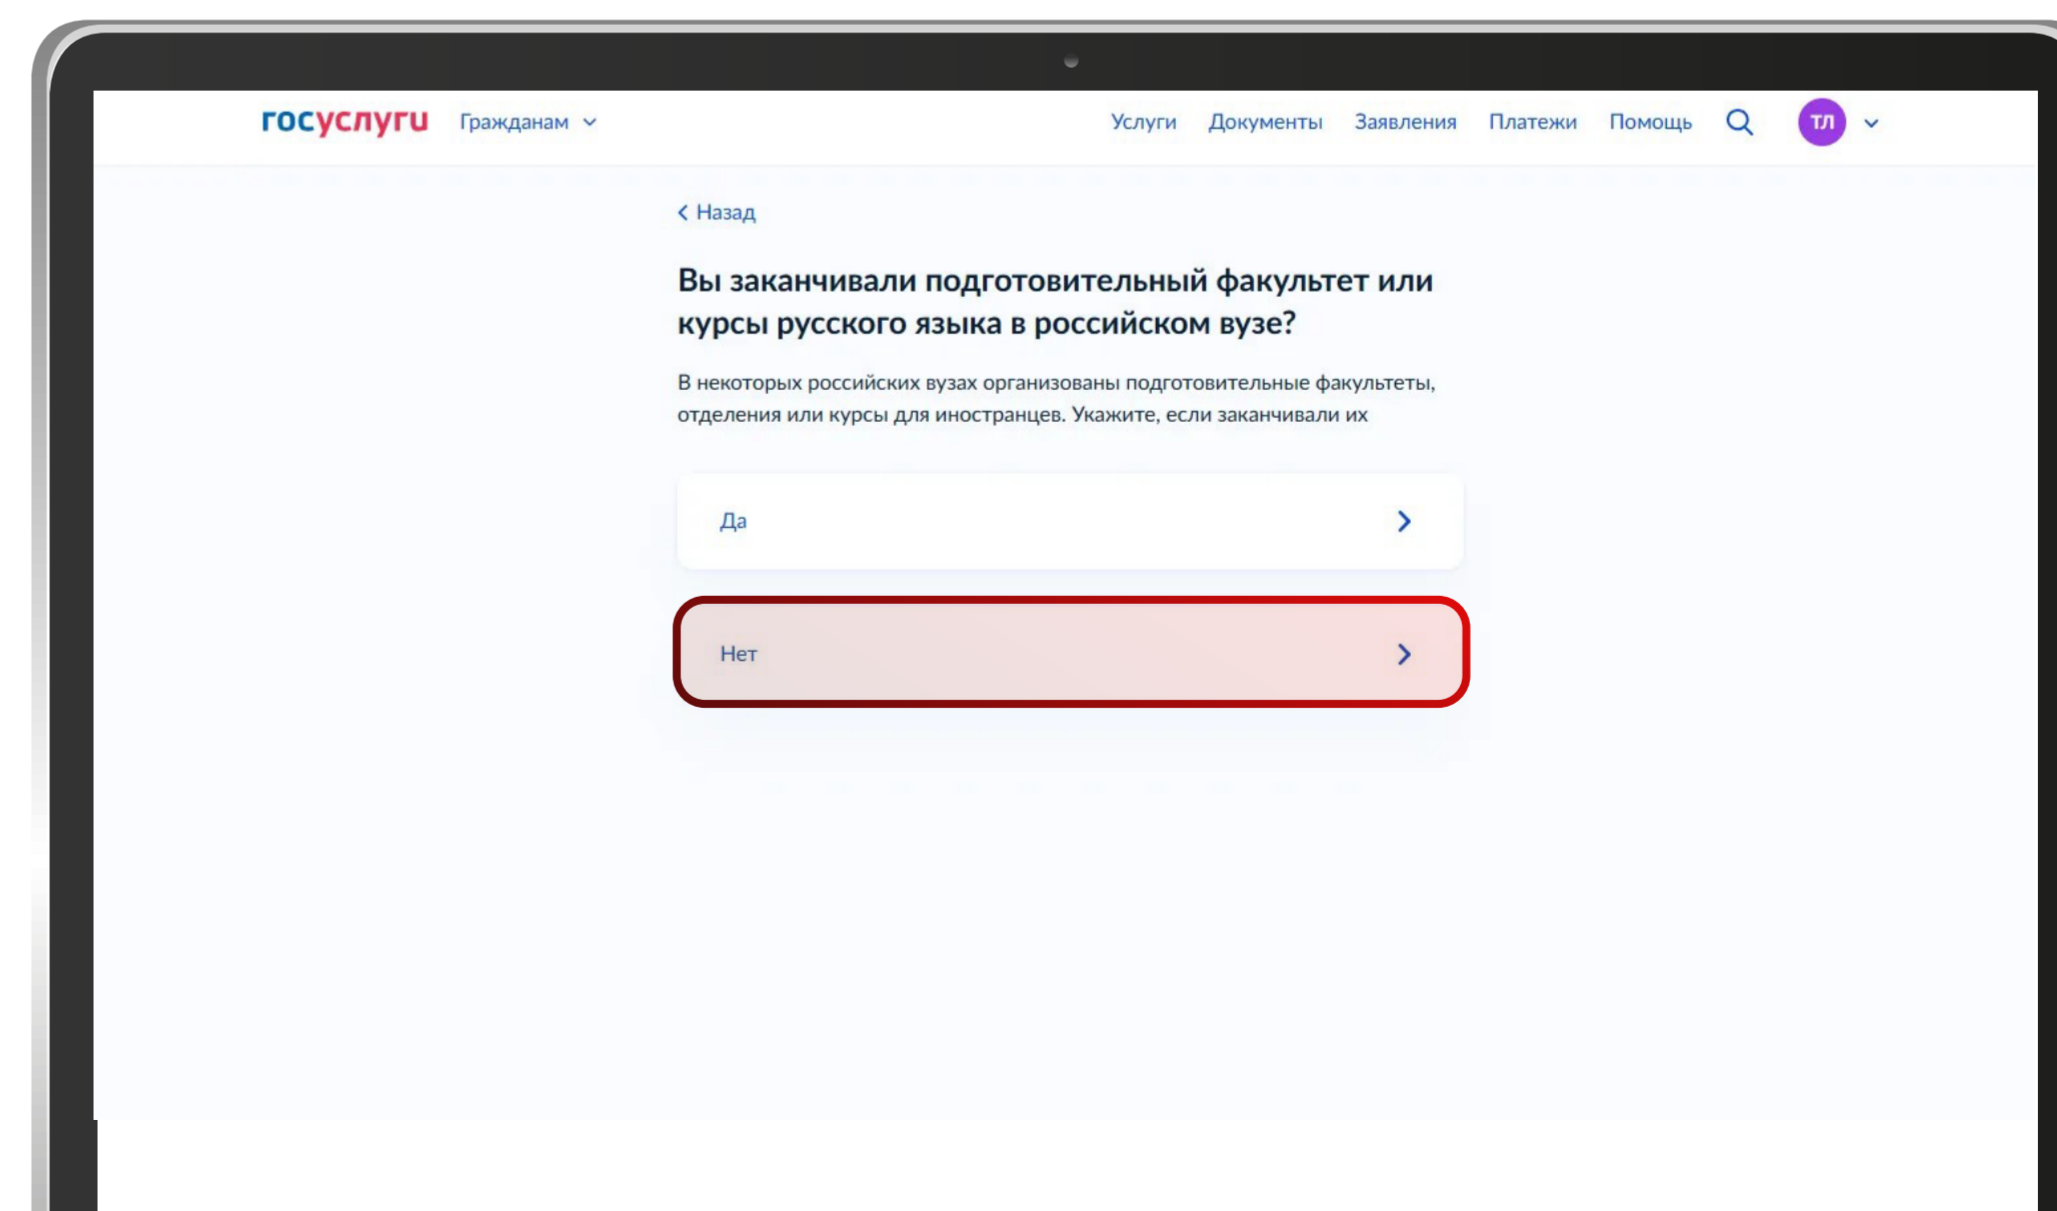 госуслуги Гражданам Услуги Документы Заявления Платежи Помощь ТЛ
Назад
Вы заканчивали подготовительный факультет или
курсы русского языка в российском вузе?
В некоторых российских вузах организованы подготовительные факультеты,
отделения или курсы для иностранцев. Укажите, если заканчивали их
Да
Нет